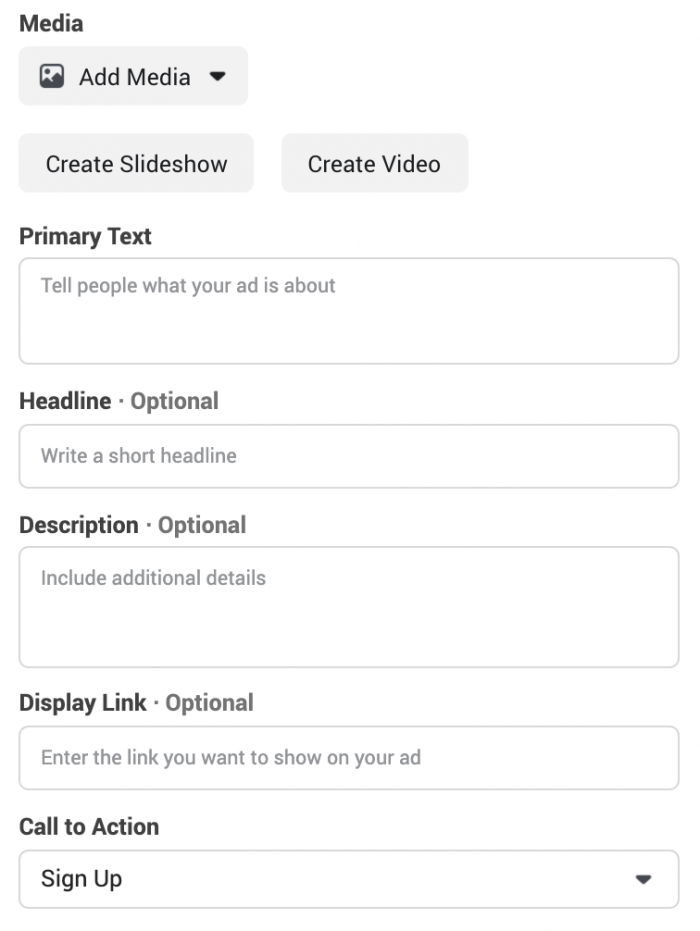 Media
Add Media
Create Slideshow Create Video
Primary Text
Tell people what your ad is about
Headline · Optional
Write a short headline
Description · Optional
Include additional details
Display Link · Optional
Enter the link you want to show on your ad
Call to Action
Sign Up